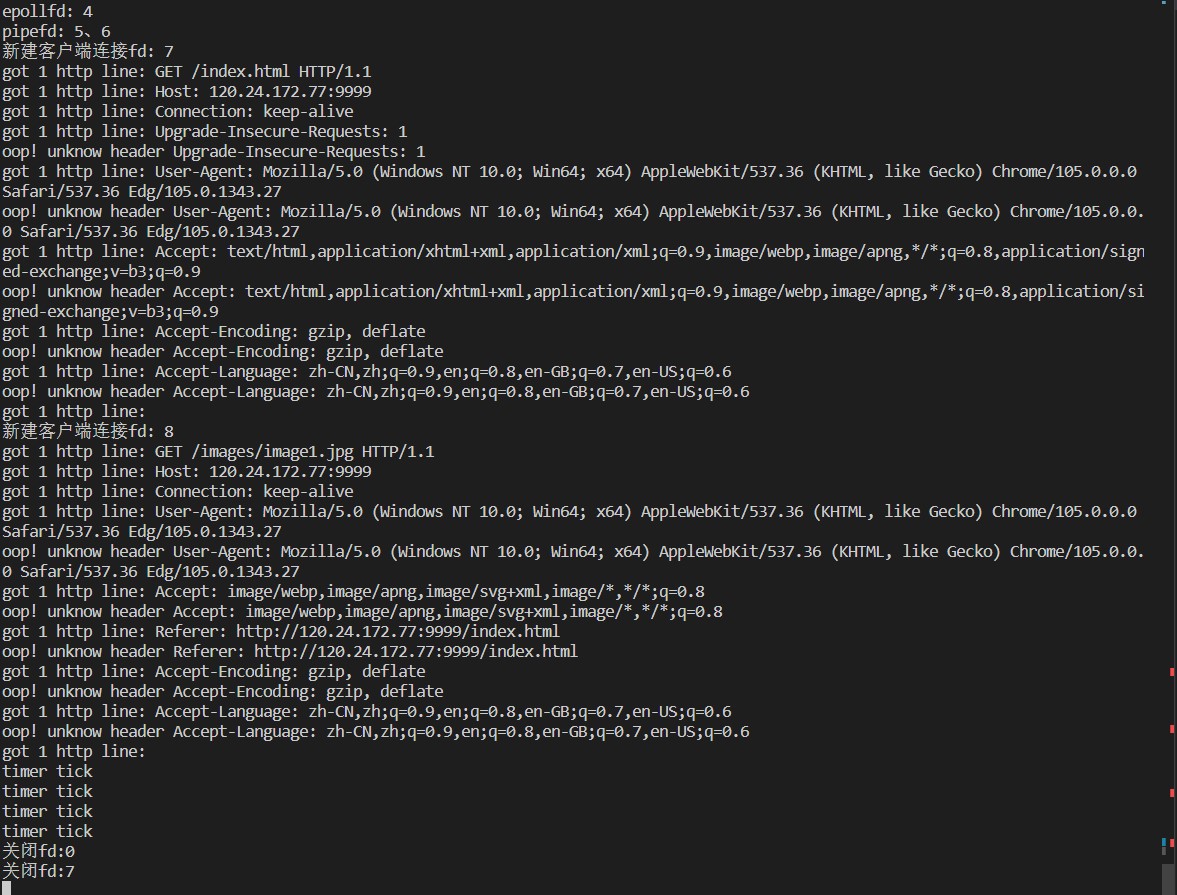 epollfd: 4
pipefd: 5、6
新建客户端连接fd: 7
got 1 http line: GET /index.html HTTP/1.1
got 1 http line: Host: 120.24.172.77:9999
got 1 http line: Connection: keep-alive
got 1 http line: Upgrade-Insecure-Requests: 1
oop! unknow header Upgrade-Insecure-Requests: 1
got 1 http line: User-Agent: Mozilla/5.0 (Windows NT 10.0; Win64; x64) AppleWebKit/537.36 (KHTML, like Gecko) Chrome/105.0.0.0
Safari/537.36 Edg/105.0.1343.27
oop! unknow header User-Agent: Mozilla/5.0 (Windows NT 10.0; Win64; x64) AppleWebKit/537.36 (KHTML, like Gecko) Chrome/105.0.0.
0 Safari/537.36 Edg/105.0.1343.27
got 1 http line: Accept: text/html,application/xhtml+xml,application/xml;q=0.9,image/webp,image/apng,*/*;q=0.8,application/sign
ed-exchange;v=b3;q=0.9
oop! unknow header Accept: text/html,application/xhtml+xml,application/xml;q=0.9,image/webp,image/apng,*/*;q=0.8,application/si
gned-exchange;v=b3;q=0.9
got 1 http line: Accept-Encoding: gzip, deflate
oop! unknow header Accept-Encoding: gzip, deflate
got 1 http line: Accept-Language: zh-CN,zh;q=0.9,en;q=0.8,en-GB;q=0.7,en-US;q=0.6
oop! unknow header Accept-Language: zh-CN,zh;q=0.9,en;q=0.8,en-GB;q=0.7,en-US;q=0.6
got 1 http line:
新建客户端连接fd: 8
got 1 http line: GET /images/image1.jpg HTTP/1.1
got 1 http line: Host: 120.24.172.77:9999
got 1 http line: Connection: keep-alive
got 1 http line: User-Agent: Mozilla/5.0 (Windows NT 10.0; Win64; x64) AppleWebKit/537.36 (KHTML, like Gecko) Chrome/105.0.0.0
Safari/537.36 Edg/105.0.1343.27
oop! unknow header User-Agent: Mozilla/5.0 (Windows NT 10.0; Win64; x64) AppleWebKit/537.36 (KHTML, like Gecko) Chrome/105.0.0.
0 Safari/537.36 Edg/105.0.1343.27
got 1 http line: Accept: image/webp,image/apng,image/svg+xml,image/*,*/*;q=0.8
oop! unknow header Accept: image/webp,image/apng,image/svg+xml,image/*,*/*;q=0.8
got 1 http line: Referer: http://120.24.172.77:9999/index.html
oop! unknow header Referer: http://120.24.172.77:9999/index.html
got 1 http line: Accept-Encoding: gzip, deflate
oop! unknow header Accept-Encoding: gzip, deflate
got 1 http line: Accept-Language: zh-CN,zh;q=0.9,en;q=0.8,en-GB;q=0.7,en-US;q=0.6
oop! unknow header Accept-Language: zh-CN,zh;q=0.9,en;q=0.8,en-GB;q=0.7,en-US;q=0.6
got 1 http line:
timer tick
timer tick
timer tick
timer tick
关闭fd:0
关闭fd:7